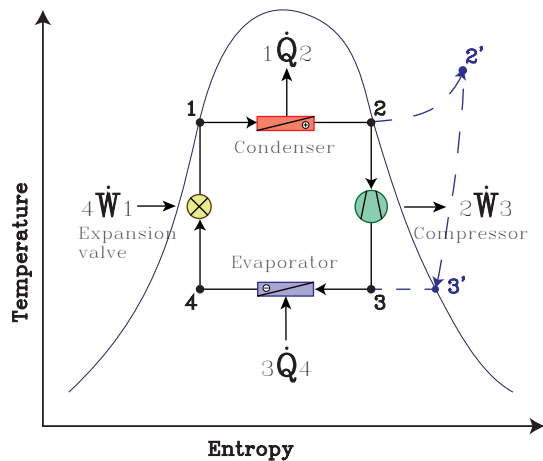 1Q̇2
2'
1
2
Condenser
4Ẇ1
2Ẇ3
Expansion
valve
Compressor
Evaporator
4
3
3'
3Q̇4
Temperature
Entropy